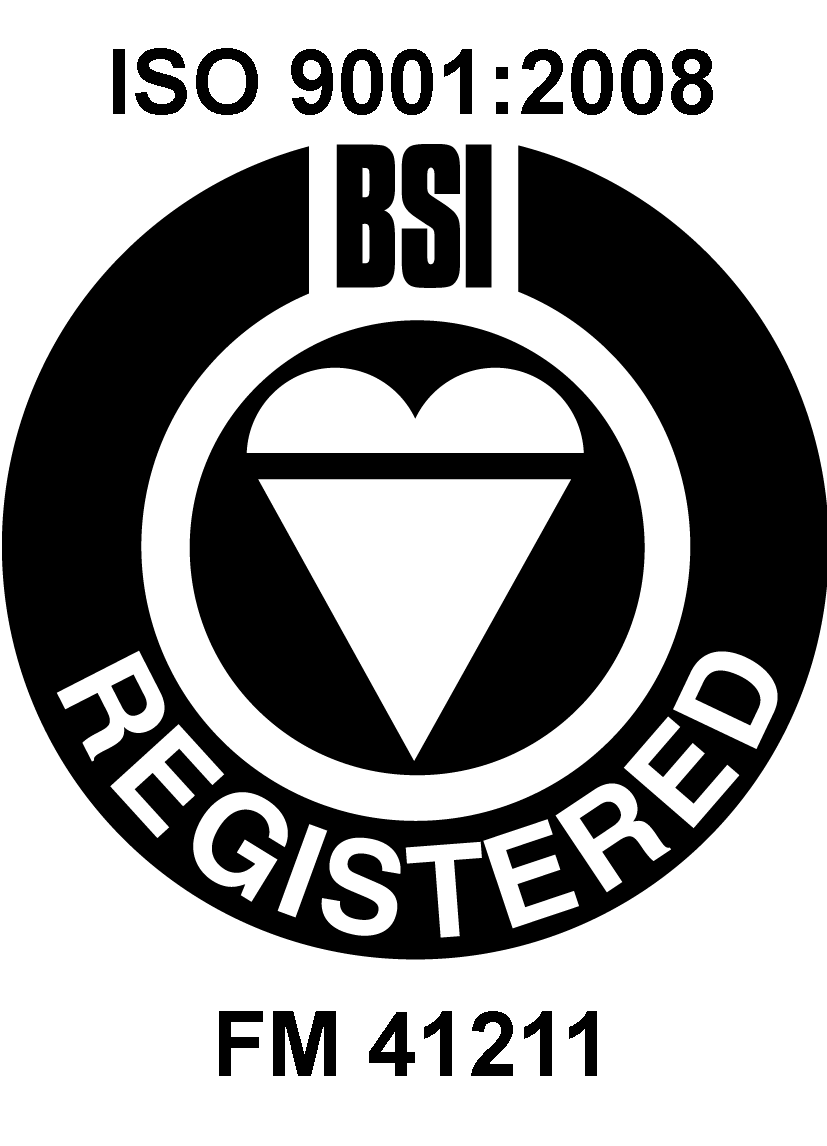 ISO 9001:2008
BSI
REGISTERED
FM 41211